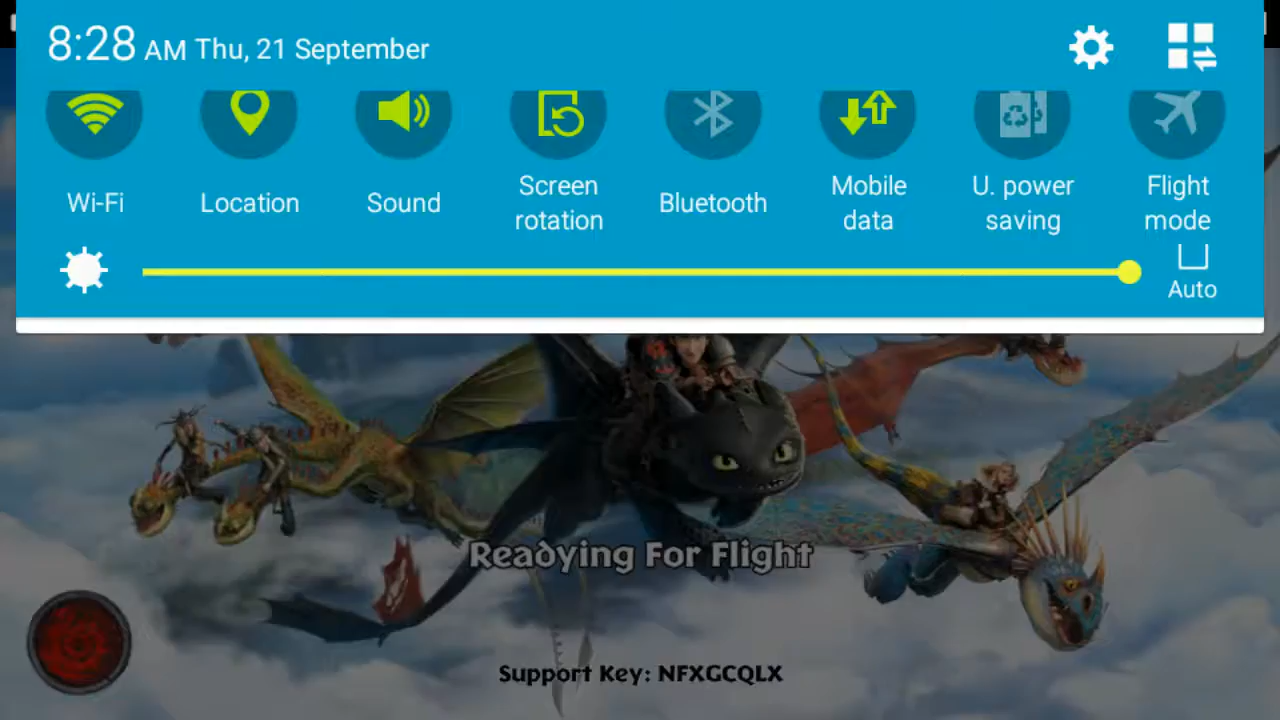 8:28 AM Thu, 21 September
Wi-Fi
Location
Sound
Screen
rotation
Bluetooth
Mobile
data
U. power
saving
Flight
mode
Auto
Readying For Flight
Support Key: NFXGCQLX